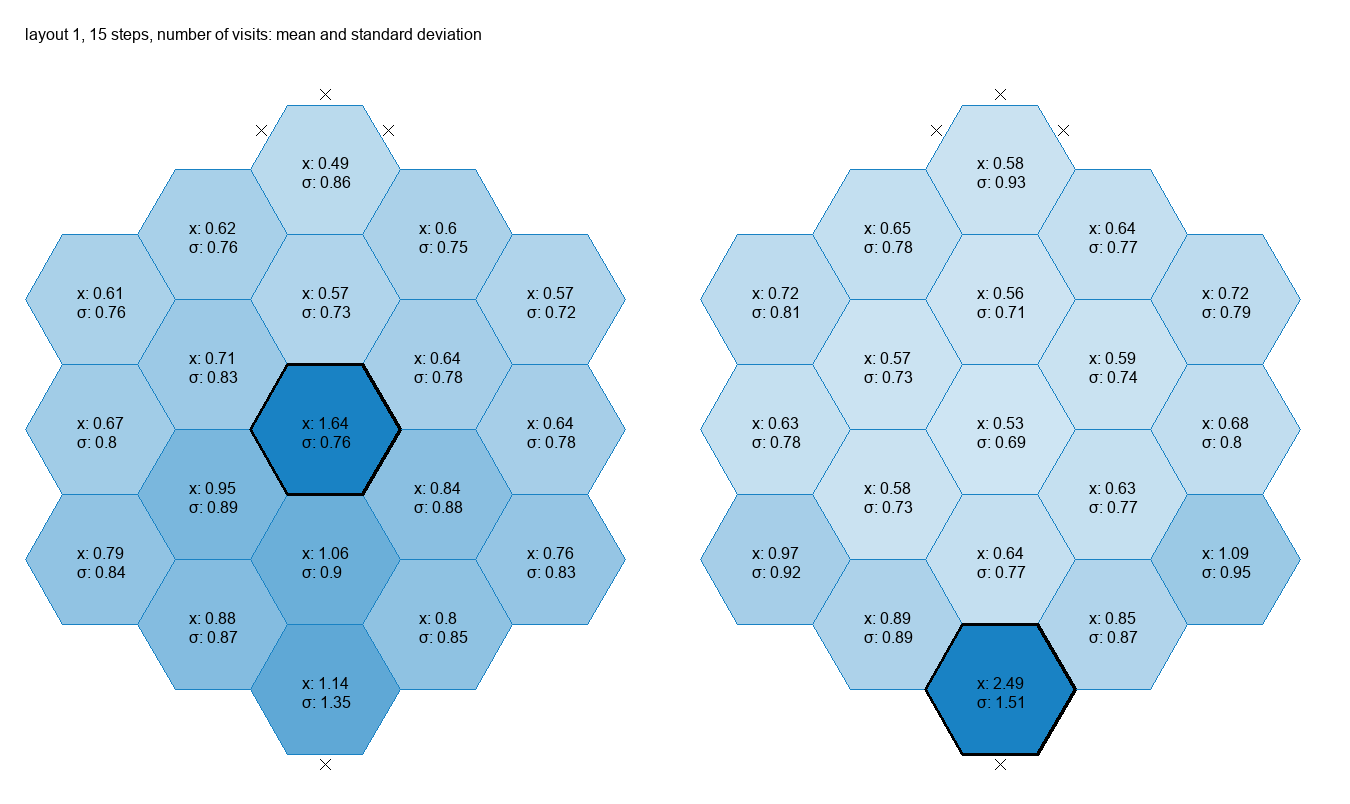 layout 1, 15 steps, number of visits: mean and standard deviation
x: 0.49
σ: 0.86
x: 0.62
σ: 0.76
x: 0.6
σ: 0.75
x: 0.61
σ: 0.76
x: 0.57
σ: 0.73
x: 0.57
σ: 0.72
x: 0.71
σ: 0.83
x: 0.64
σ: 0.78
x: 0.67
σ: 0.8
x: 1.64
σ: 0.76
x: 0.64
σ: 0.78
x: 0.95
σ: 0.89
x: 0.84
σ: 0.88
x: 0.79
σ: 0.84
x: 1.06
σ: 0.9
x: 0.76
σ: 0.83
x: 0.88
σ: 0.87
x: 0.8
σ: 0.85
x: 1.14
σ: 1.35
x: 0.58
σ: 0.93
x: 0.65
σ: 0.78
x: 0.64
σ: 0.77
x: 0.72
σ: 0.81
x: 0.56
σ: 0.71
x: 0.72
σ: 0.79
x: 0.57
σ: 0.73
x: 0.59
σ: 0.74
x: 0.63
σ: 0.78
x: 0.53
σ: 0.69
x: 0.68
σ: 0.8
x: 0.58
σ: 0.73
x: 0.63
σ: 0.77
x: 0.97
σ: 0.92
x: 0.64
σ: 0.77
x: 1.09
σ: 0.95
x: 0.89
σ: 0.89
x: 0.85
σ: 0.87
x: 2.49
σ: 1.51